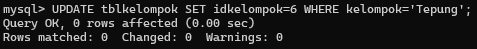 mysql> UPDATE tblkelompok SET idkelompok=6 WHERE kelompok='Tepung';
Query OK, 0 rows affected (0.00 sec)
Rows matched: 0  Changed: 0  Warnings: 0